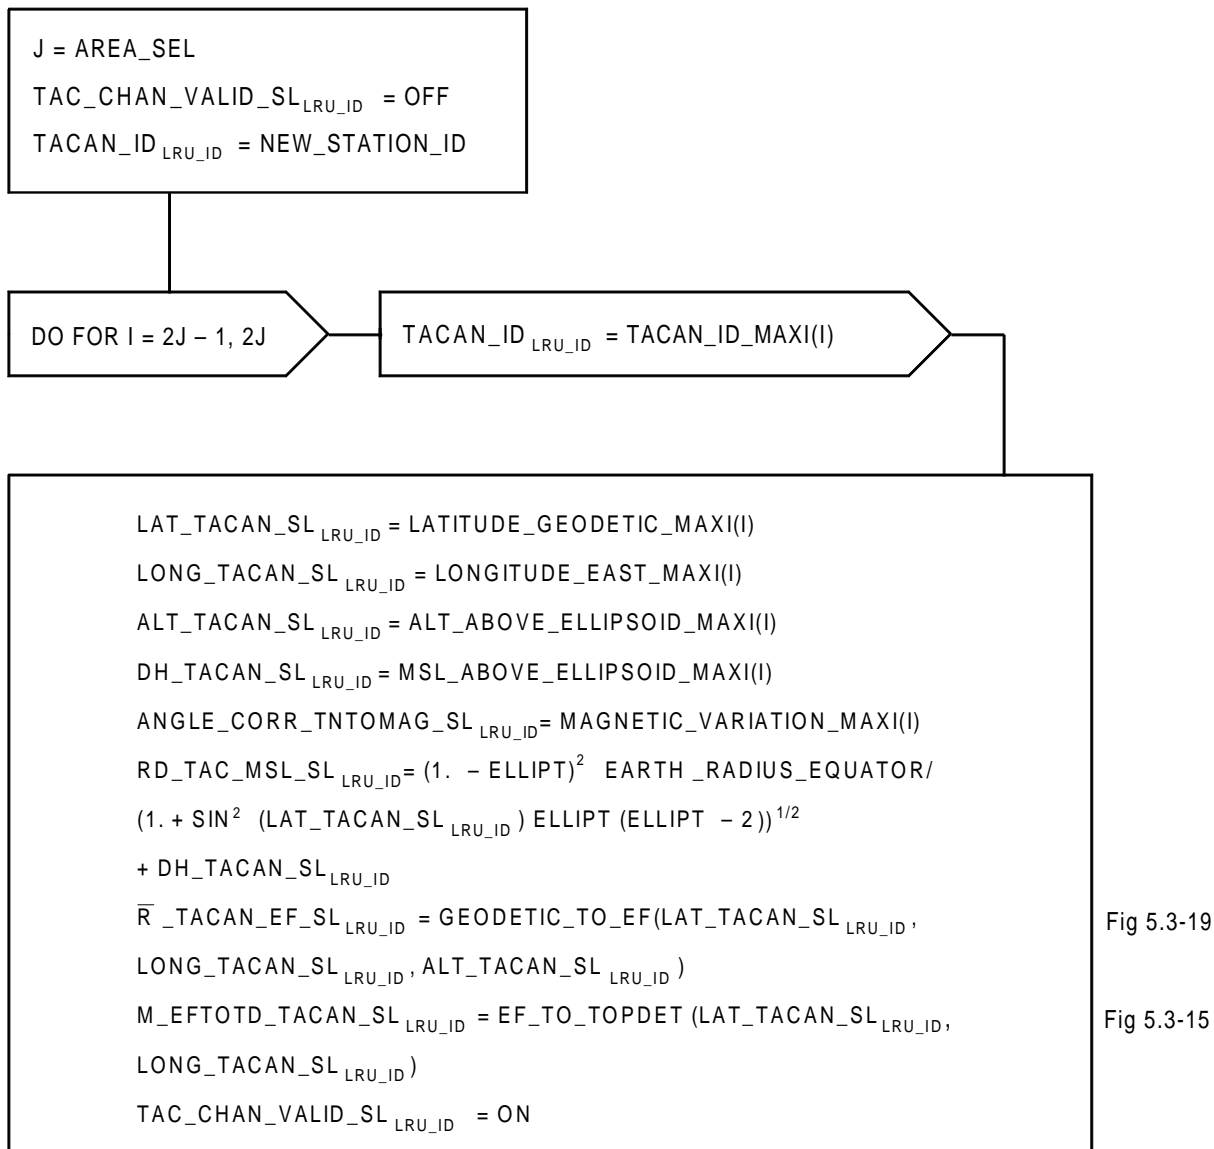 J = AREA_SEL
TAC_CHAN_VALID_SL LRU_ID = OFF
TACAN_ID LRU_ID = NEW_STATION_ID
DO FOR I = 2J – 1, 2J
TACAN_ID LRU_ID = TACAN_ID_MAXI(I)
LAT_TACAN_SL LRU_ID = LATITUDE_GEODETIC_MAXI(I)
LONG_TACAN_SL LRU_ID = LONGITUDE_EAST_MAXI(I)
ALT_TACAN_SL LRU_ID = ALT_ABOVE_ELLIPSOID_MAXI(I)
DH_TACAN_SL LRU_ID = MSL_ABOVE_ELLIPSOID_MAXI(I)
ANGLE_CORR_TNTOMAG_SL LRU_ID = MAGNETIC_VARIATION_MAXI(I)
RD_TAC_MSL_SL LRU_ID = (1. – ELLIPT)² EARTH_RADIUS_EQUATOR/
(1. + SIN² (LAT_TACAN_SL LRU_ID) ELLIPT (ELLIPT – 2))^1/2
+ DH_TACAN_SL LRU_ID
R̅_TACAN_EF_SL LRU_ID = GEODETIC_TO_EF(LAT_TACAN_SL LRU_ID,
Fig 5.3-19
LONG_TACAN_SL LRU_ID, ALT_TACAN_SL LRU_ID)
M_EFTOTD_TACAN_SL LRU_ID = EF_TO_TOPDET (LAT_TACAN_SL LRU_ID,
Fig 5.3-15
LONG_TACAN_SL LRU_ID)
TAC_CHAN_VALID_SL LRU_ID = ON